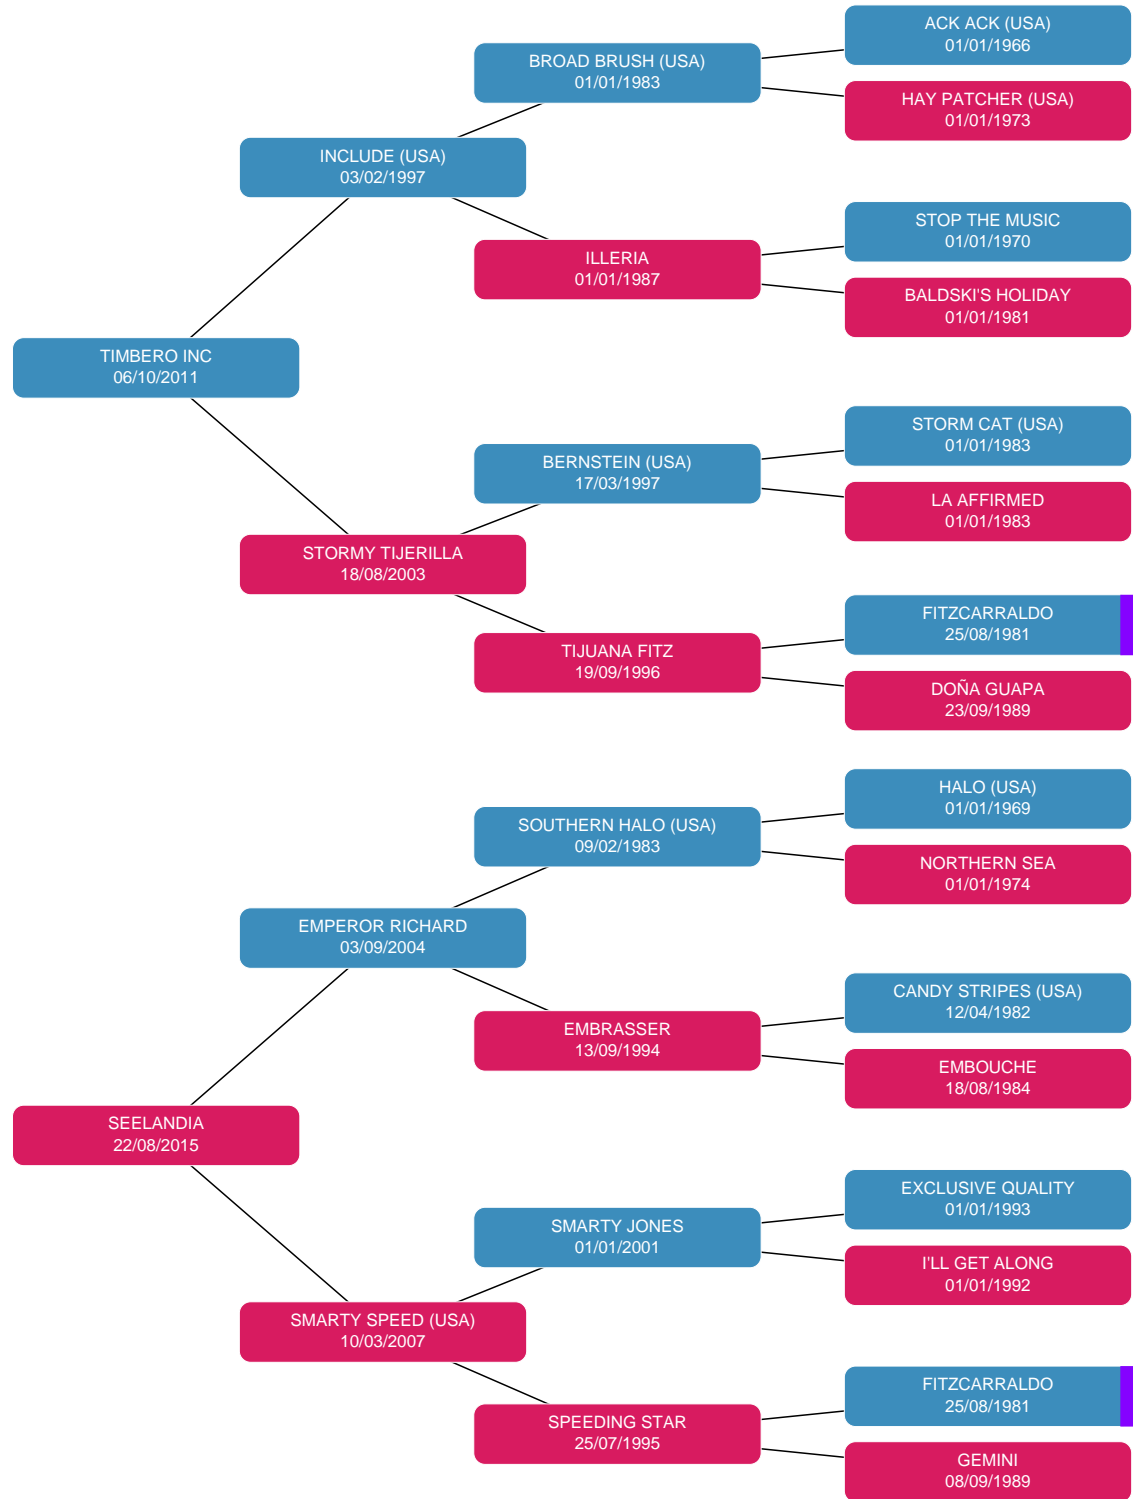 ACK ACK (USA)
01/01/1966
BROAD BRUSH (USA)
01/01/1983
HAY PATCHER (USA)
01/01/1973
INCLUDE (USA)
03/02/1997
STOP THE MUSIC
01/01/1970
ILLERIA
01/01/1987
BALDSKI'S HOLIDAY
01/01/1981
TIMBERO INC
06/10/2011
STORM CAT (USA)
01/01/1983
BERNSTEIN (USA)
17/03/1997
LA AFFIRMED
01/01/1983
STORMY TIJERILLA
18/08/2003
FITZCARRALDO
25/08/1981
TIJUANA FITZ
19/09/1996
DOÑA GUAPA
23/09/1989
HALO (USA)
01/01/1969
SOUTHERN HALO (USA)
09/02/1983
NORTHERN SEA
01/01/1974
EMPEROR RICHARD
03/09/2004
CANDY STRIPES (USA)
12/04/1982
EMBRASSER
13/09/1994
EMBOUCHE
18/08/1984
SEELANDIA
22/08/2015
EXCLUSIVE QUALITY
01/01/1993
SMARTY JONES
01/01/2001
I'LL GET ALONG
01/01/1992
SMARTY SPEED (USA)
10/03/2007
FITZCARRALDO
25/08/1981
SPEEDING STAR
25/07/1995
GEMINI
08/09/1989